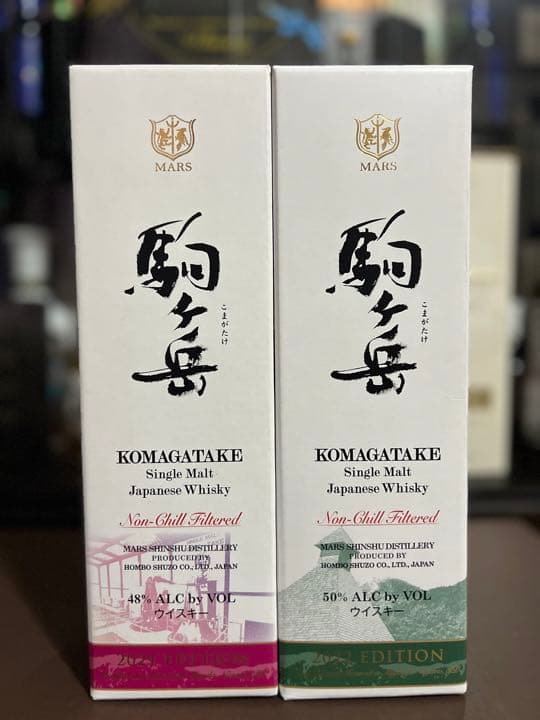 MARS
駒ヶ岳
こまがたけ
KOMAGATAKE
Single Malt
Japanese Whisky
Non-Chill Filtered
MARS SHINSHU DISTILLERY
PRODUCED BY
HOMBO SHUZO CO., LTD., JAPAN
48% ALC by VOL
ウイスキー
EDITION
MARS
駒ヶ岳
こまがたけ
KOMAGATAKE
Single Malt
Japanese Whisky
Non-Chill Filtered
MARS SHINSHU DISTILLERY
PRODUCED BY
HOMBO SHUZO CO., LTD., JAPAN
50% ALC by VOL
ウイスキー
2022 EDITION